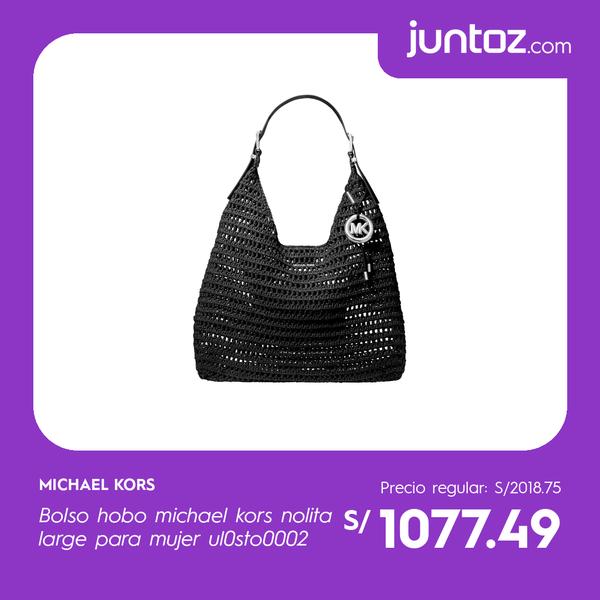 juntoz.com
MK
MICHAEL KORS
Bolso hobo michael kors nolita
large para mujer ul0sto0002
Precio regular: S/2018.75
S/1077.49